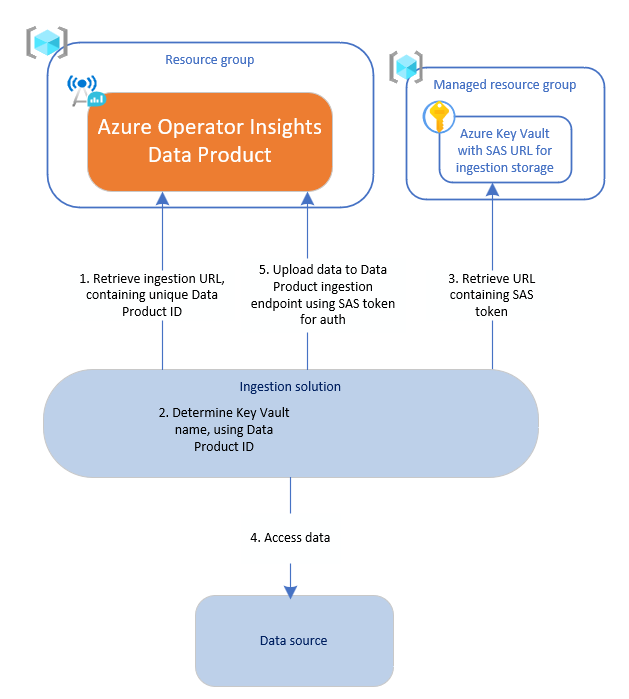 Resource group
Managed resource group
Azure Operator Insights
Data Product
Azure Key Vault
with SAS URL for
ingestion storage
1. Retrieve ingestion URL,
containing unique Data
Product ID
5. Upload data to Data
Product ingestion
endpoint using SAS token
for auth
3. Retrieve URL
containing SAS
token
Ingestion solution
2. Determine Key Vault
name, using Data
Product ID
4. Access data
Data source